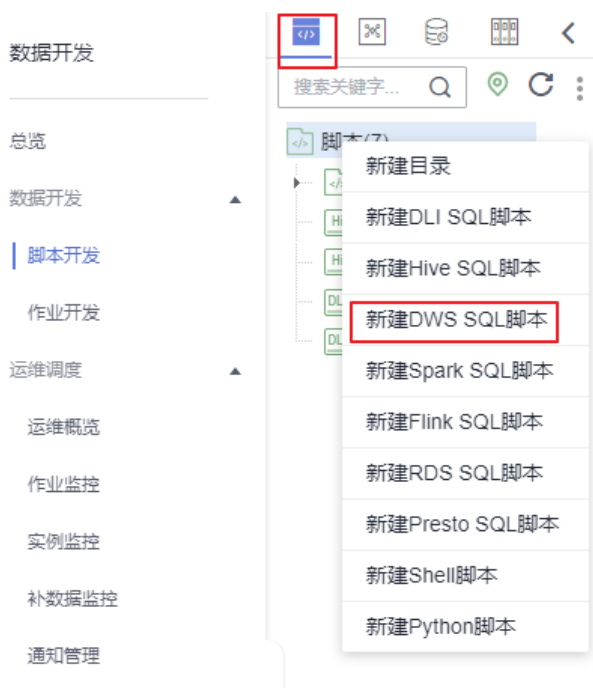 数据开发
总览
数据开发
脚本开发
作业开发
运维调度
运维概览
作业监控
实例监控
补数据监控
通知管理
搜索关键字...
脚本(7)
新建目录
新建DLI SQL脚本
新建Hive SQL脚本
新建DWS SQL脚本
新建Spark SQL脚本
新建Flink SQL脚本
新建RDS SQL脚本
新建Presto SQL脚本
新建Shell脚本
新建Python脚本
Hi
Hi
DL
DL